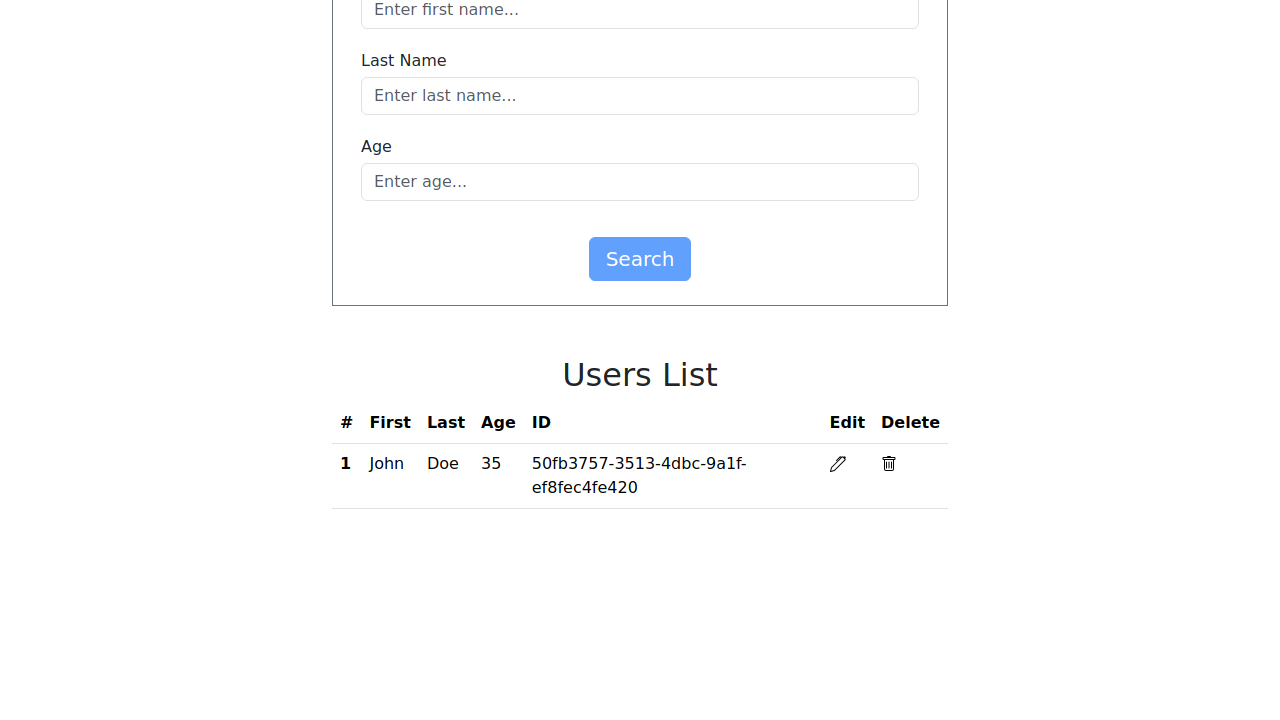 Enter first name...
Last Name
Enter last name...
Age
Enter age...
Search
Users List
# First Last Age ID Edit Delete
1 John Doe 35 50fb3757-3513-4dbc-9a1f-
ef8fec4fe420